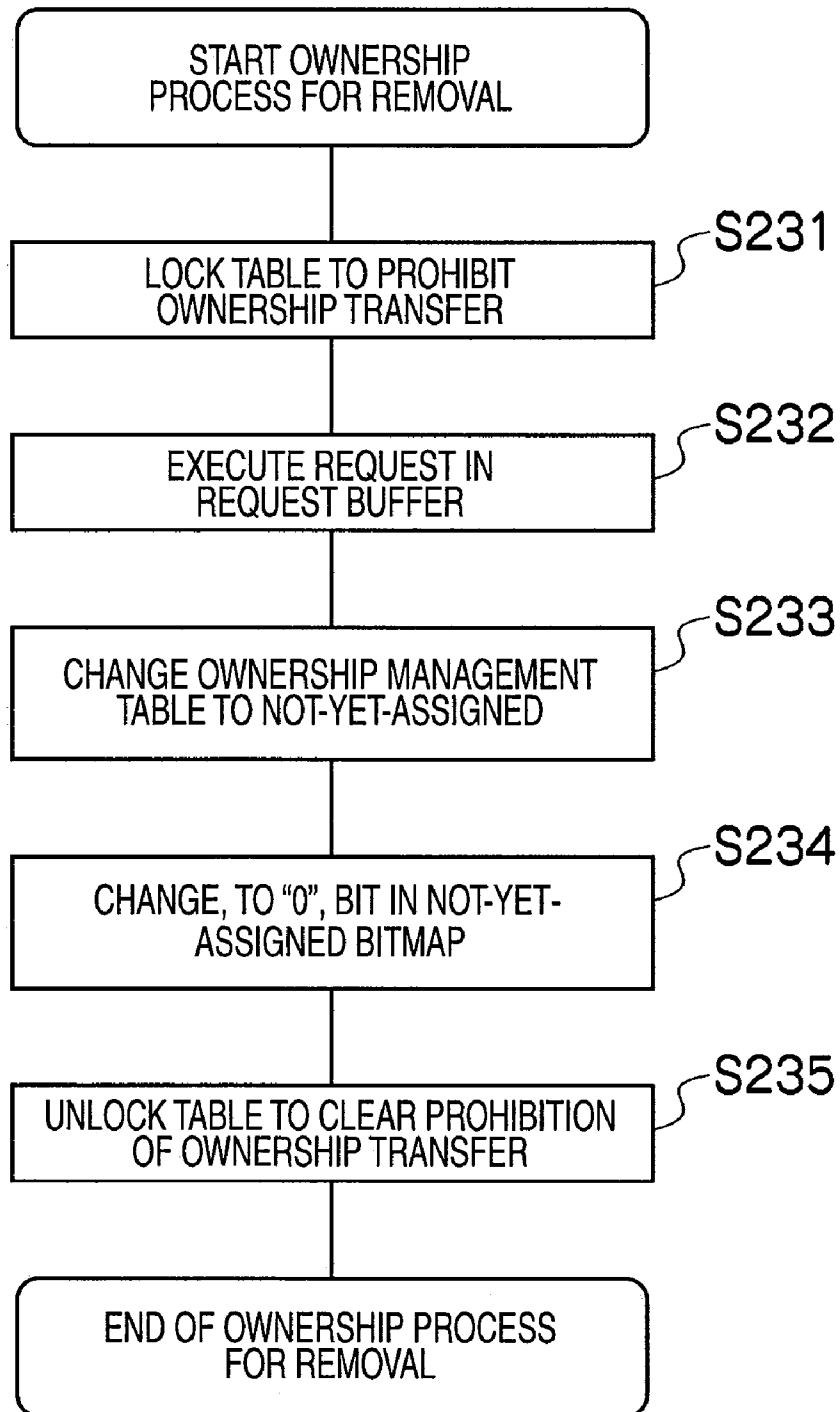 START OWNERSHIP
PROCESS FOR REMOVAL
S231
LOCK TABLE TO PROHIBIT
OWNERSHIP TRANSFER
S232
EXECUTE REQUEST IN
REQUEST BUFFER
S233
CHANGE OWNERSHIP MANAGEMENT
TABLE TO NOT-YET-ASSIGNED
S234
CHANGE, TO “0”, BIT IN NOT-YET-
ASSIGNED BITMAP
S235
UNLOCK TABLE TO CLEAR PROHIBITION
OF OWNERSHIP TRANSFER
END OF OWNERSHIP PROCESS
FOR REMOVAL